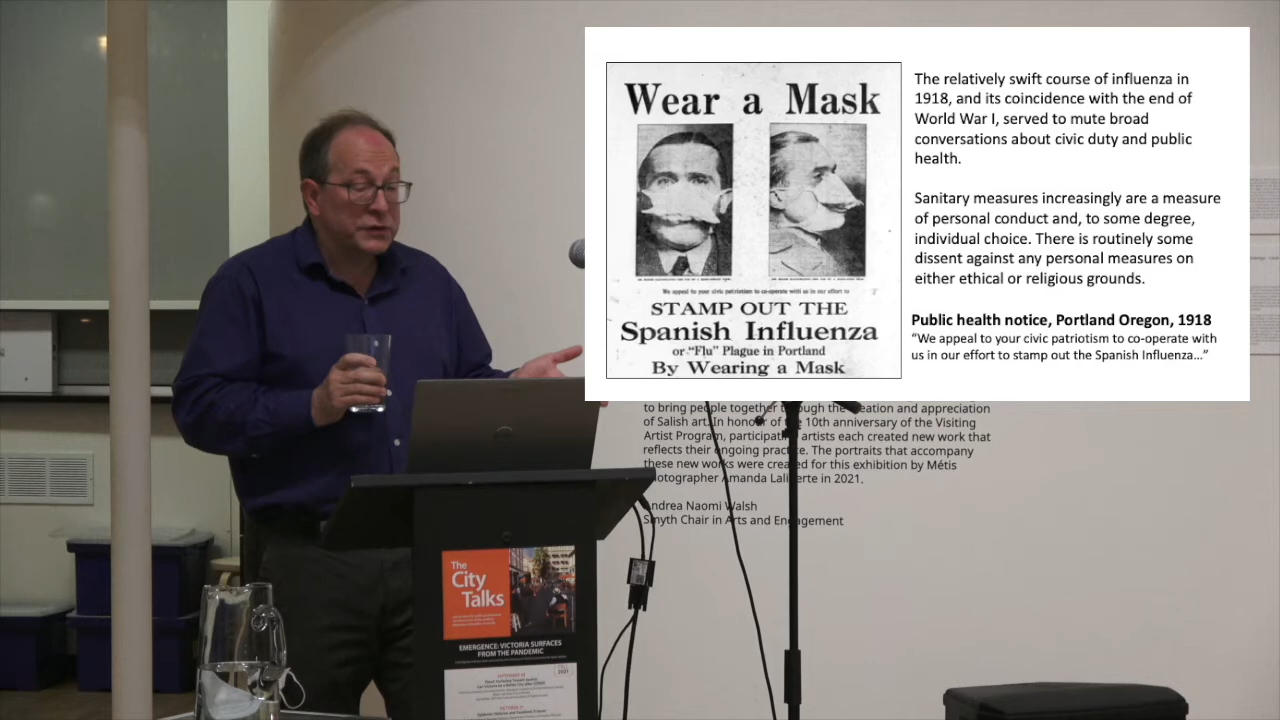 Wear a Mask
We appeal to your civic patriotism to co-operate with us in our effort to
STAMP OUT THE
Spanish Influenza
or "Flu" Plague in Portland
By Wearing a Mask
The relatively swift course of influenza in
1918, and its coincidence with the end of
World War I, served to mute broad
conversations about civic duty and public
health.
Sanitary measures increasingly are a measure
of personal conduct and, to some degree,
individual choice. There is routinely some
dissent against any personal measures on
either ethical or religious grounds.
Public health notice, Portland Oregon, 1918
“We appeal to your civic patriotism to co-operate with
us in our effort to stamp out the Spanish Influenza…”
to bring people together through the creation and appreciation
of Salish art. In honour of the 10th anniversary of the Visiting
Artist Program, participating artists each created new work that
reflects their ongoing practice. The portraits that accompany
these new works were created for this exhibition by Métis
photographer Amanda Laliberte in 2021.
Andrea Naomi Walsh
Smyth Chair in Arts and Engagement
The
City
Talks
EMERGENCE: VICTORIA SURFACES
FROM THE PANDEMIC
2021